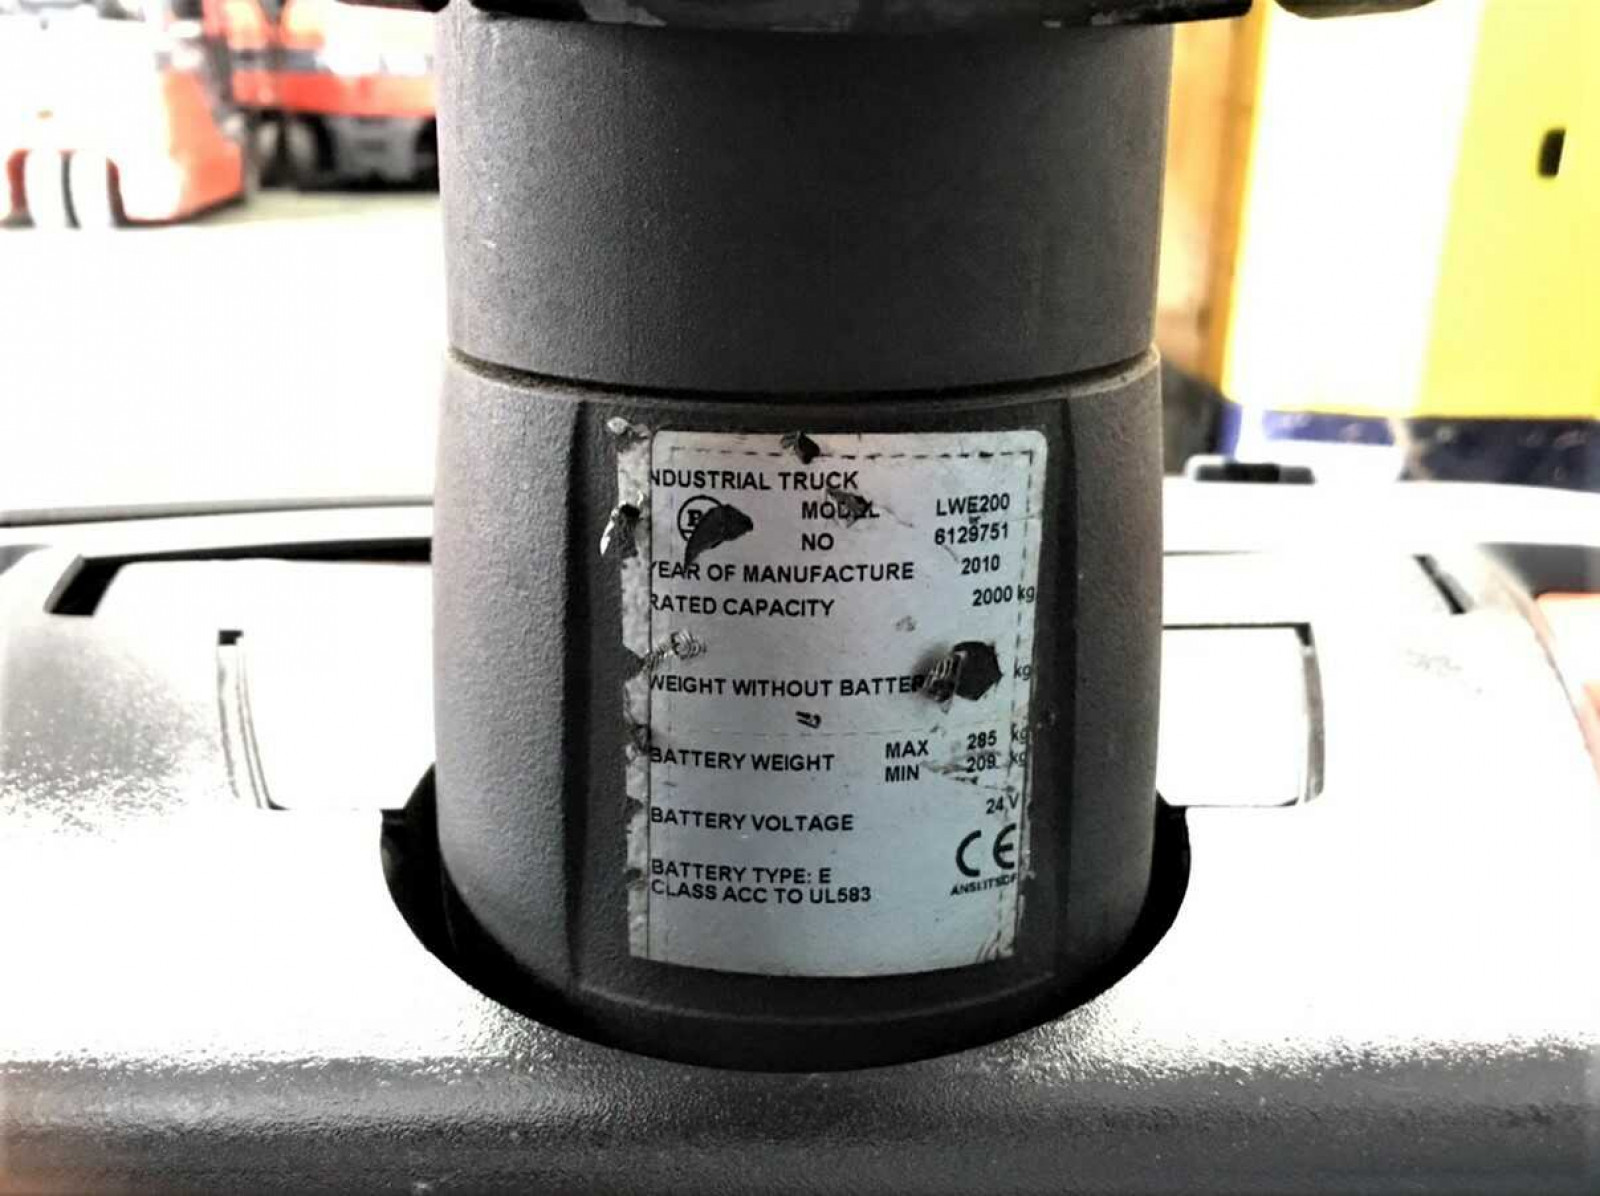 NDUSTRIAL TRUCK
MODEL LWE200
NO 6129751
YEAR OF MANUFACTURE 2010
RATED CAPACITY 2000 kg
WEIGHT WITHOUT BATTE kg
BATTERY WEIGHT MAX 285 kg
MIN 209 kg
BATTERY VOLTAGE 24 V
CE
BATTERY TYPE: E
CLASS ACC TO UL583